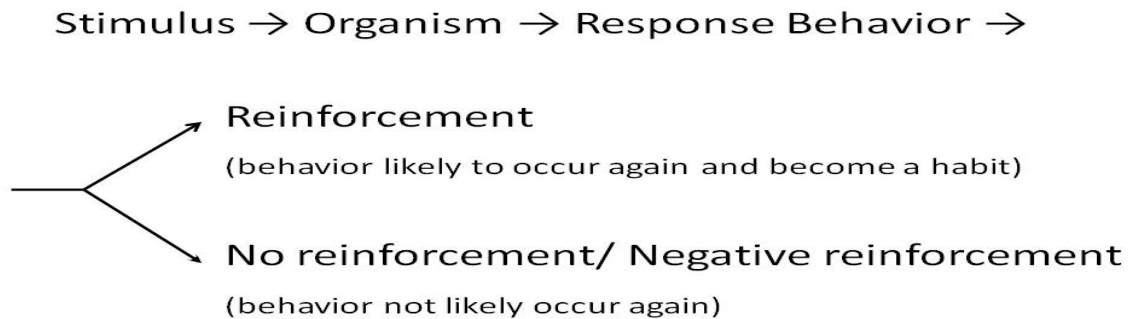 Stimulus → Organism → Response Behavior →
Reinforcement
(behavior likely to occur again and become a habit)
No reinforcement/ Negative reinforcement
(behavior not likely occur again)